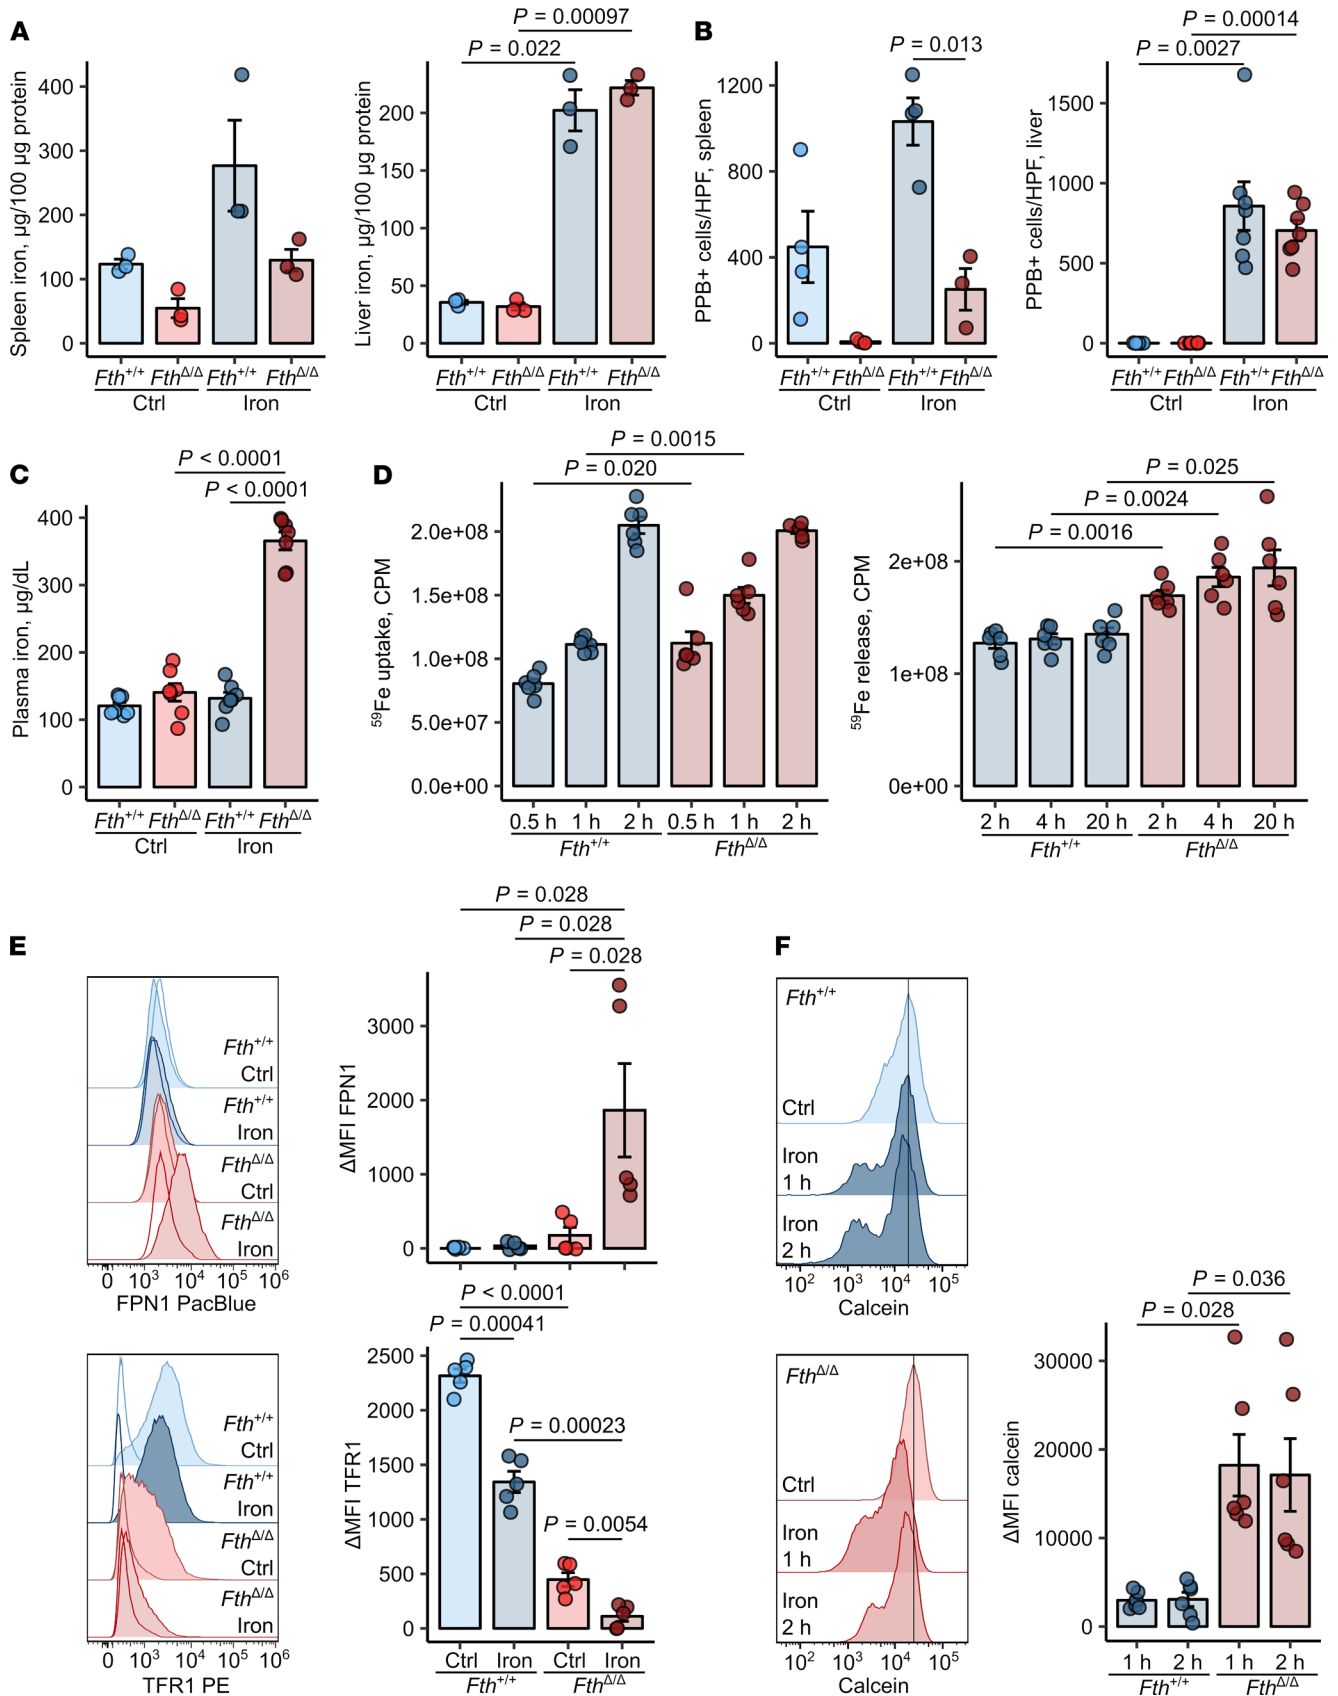 A
Spleen iron, µg/100 µg protein
400
300
200
100
0
Fth+/+ FthΔ/Δ Fth+/+ FthΔ/Δ
Ctrl Iron
P = 0.00097
P = 0.022
Liver iron, µg/100 µg protein
200
150
100
50
0
Fth+/+ FthΔ/Δ Fth+/+ FthΔ/Δ
Ctrl Iron
B
P = 0.013
PPB+ cells/HPF, spleen
1200
800
400
0
Fth+/+ FthΔ/Δ Fth+/+ FthΔ/Δ
Ctrl Iron
P = 0.00014
P = 0.0027
PPB+ cells/HPF, liver
1500
1000
500
0
Fth+/+ FthΔ/Δ Fth+/+ FthΔ/Δ
Ctrl Iron
C
P < 0.0001
P < 0.0001
Plasma iron, µg/dL
400
300
200
100
0
Fth+/+ FthΔ/Δ Fth+/+ FthΔ/Δ
Ctrl Iron
D
P = 0.0015
P = 0.020
59Fe uptake, CPM
2.0e+08
1.5e+08
1.0e+08
5.0e+07
0.0e+00
0.5 h 1 h 2 h 0.5 h 1 h 2 h
Fth+/+ FthΔ/Δ
P = 0.025
P = 0.0024
P = 0.0016
59Fe release, CPM
2e+08
1e+08
0e+00
2 h 4 h 20 h 2 h 4 h 20 h
Fth+/+ FthΔ/Δ
E
Fth+/+
Ctrl
Fth+/+
Iron
FthΔ/Δ
Ctrl
FthΔ/Δ
Iron
0 103 104 105 106
FPN1 PacBlue
P = 0.028
P = 0.028
P = 0.028
ΔMFI FPN1
3000
2000
1000
0
Fth+/+
Ctrl
Fth+/+
Iron
FthΔ/Δ
Ctrl
FthΔ/Δ
Iron
0 103 104 105 106
TFR1 PE
P < 0.0001
P = 0.00041
P = 0.00023
P = 0.0054
ΔMFI TFR1
2500
2000
1500
1000
500
0
Ctrl Iron Ctrl Iron
Fth+/+ FthΔ/Δ
F
Fth+/+
Ctrl
Iron
1 h
Iron
2 h
102 103 104 105
Calcein
FthΔ/Δ
Ctrl
Iron
1 h
Iron
2 h
102 103 104 105
Calcein
P = 0.036
P = 0.028
ΔMFI calcein
30000
20000
10000
0
1 h 2 h 1 h 2 h
Fth+/+ FthΔ/Δ